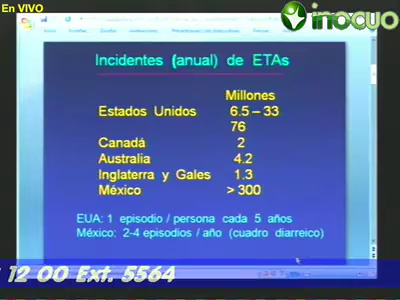 En VIVO
inocuo
Incidentes (anual) de ETAs
Millones
Estados Unidos 6.5 – 33
76
Canadá 2
Australia 4.2
Inglaterra y Gales 1.3
México > 300
EUA: 1 episodio / persona cada 5 años
México: 2-4 episodios / año (cuadro diarreico)
12 00 Ext. 5564